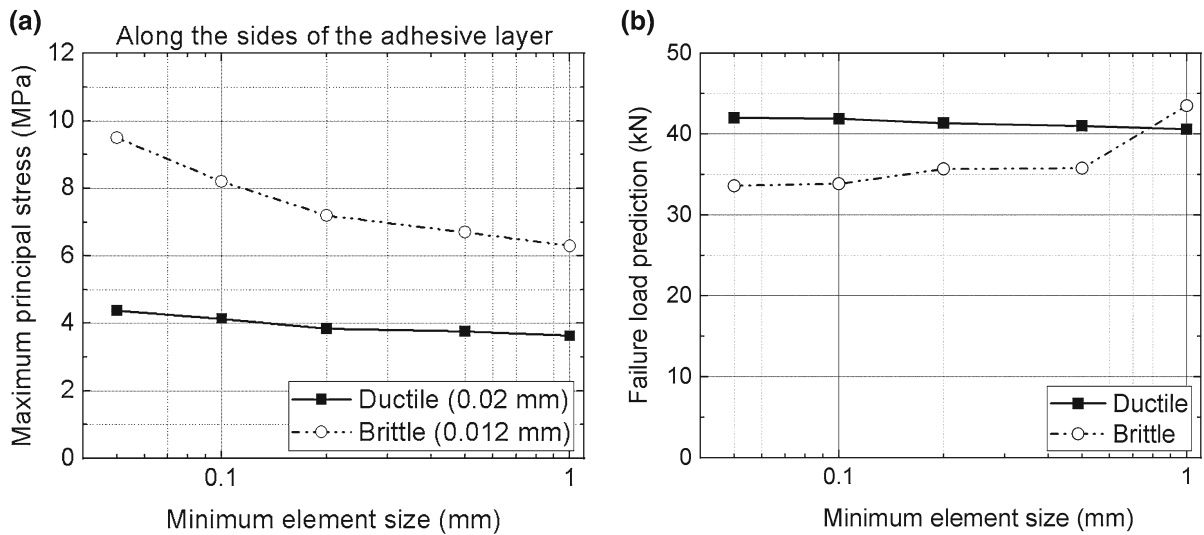 (a)
Along the sides of the adhesive layer
Maximum principal stress (MPa)
12
10
8
6
4
2
0
0.1
1
Minimum element size (mm)
Ductile (0.02 mm)
Brittle (0.012 mm)
(b)
Failure load prediction (kN)
50
40
30
20
10
0
0.1
1
Minimum element size (mm)
Ductile
Brittle